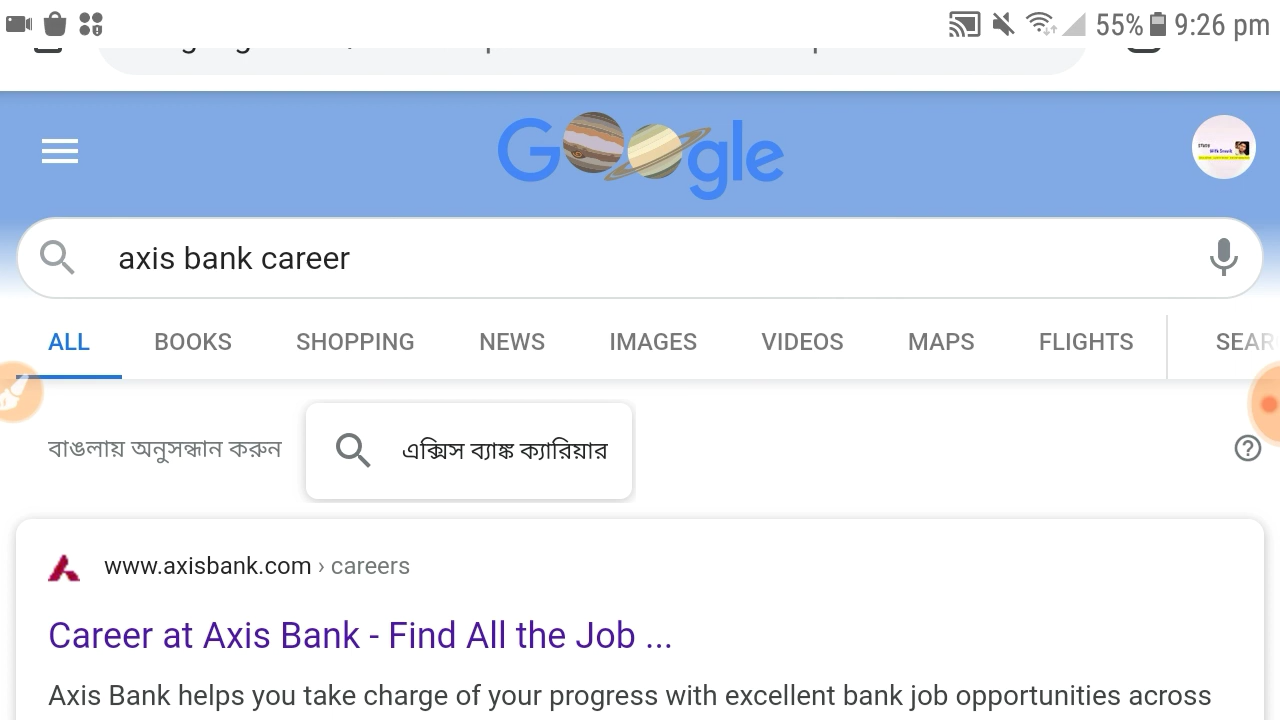 55% 9:26 pm
Google
axis bank career
ALL BOOKS SHOPPING NEWS IMAGES VIDEOS MAPS FLIGHTS SEAR
বাঙলায় অনুসন্ধান করুন এক্সিস ব্যাঙ্ক ক্যারিয়ার
www.axisbank.com › careers
Career at Axis Bank - Find All the Job ...
Axis Bank helps you take charge of your progress with excellent bank job opportunities across